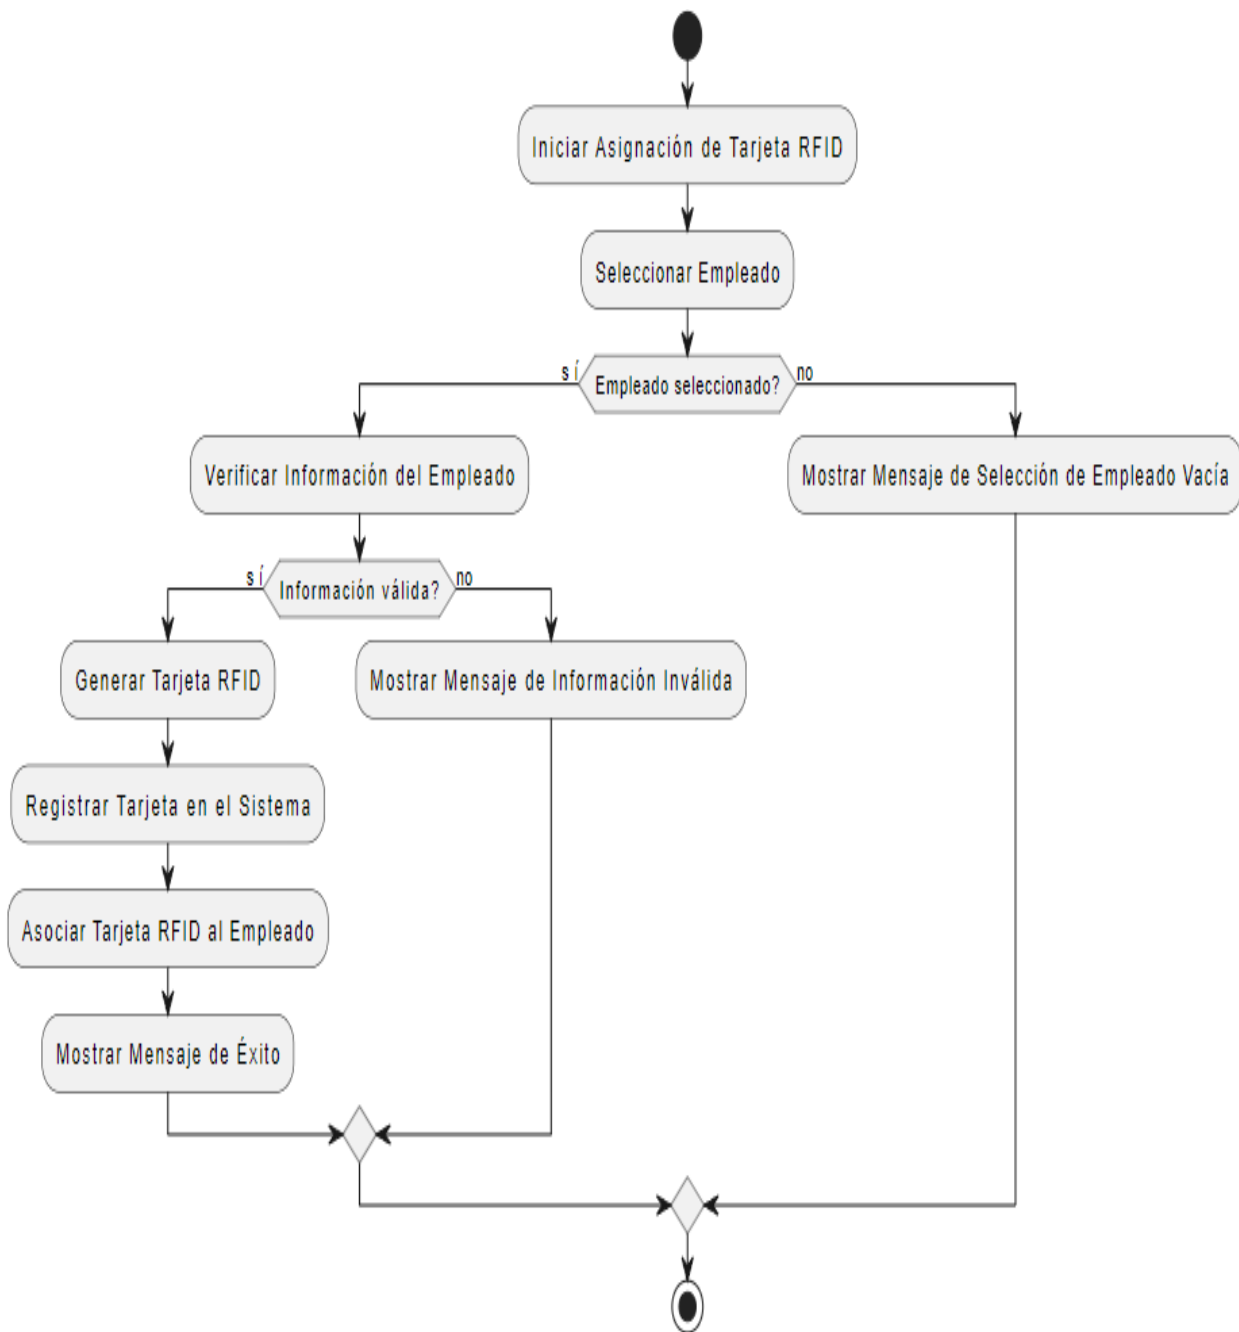 Iniciar Asignación de Tarjeta RFID
Seleccionar Empleado
sí
Empleado seleccionado?
no
Verificar Información del Empleado
Mostrar Mensaje de Selección de Empleado Vacía
sí
Información válida?
no
Generar Tarjeta RFID
Mostrar Mensaje de Información Inválida
Registrar Tarjeta en el Sistema
Asociar Tarjeta RFID al Empleado
Mostrar Mensaje de Éxito